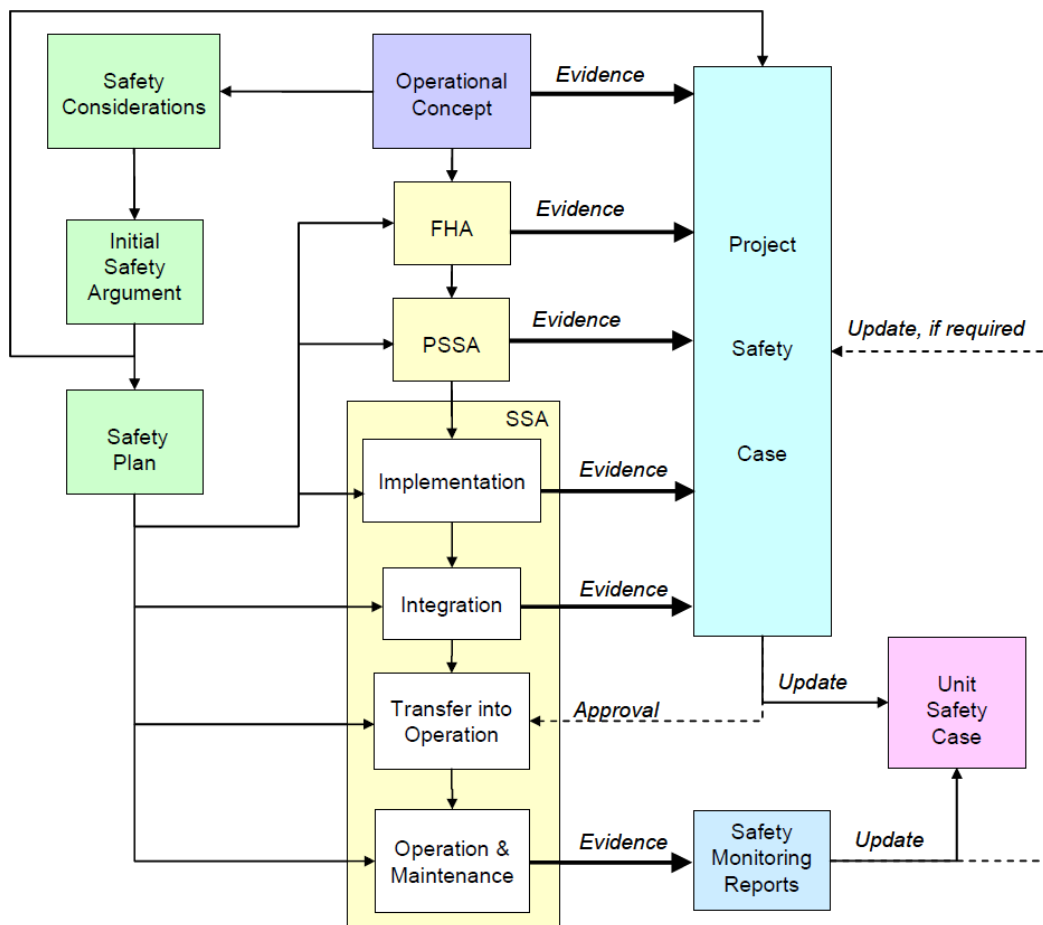 Safety
Considerations
Operational
Concept
Evidence
FHA
Evidence
Initial
Safety
Argument
Project
PSSA
Evidence
Safety
Update, if required
Safety
Plan
SSA
Implementation
Evidence
Case
Integration
Evidence
Transfer into
Operation
Approval
Update
Unit
Safety
Case
Operation &
Maintenance
Evidence
Safety
Monitoring
Reports
Update